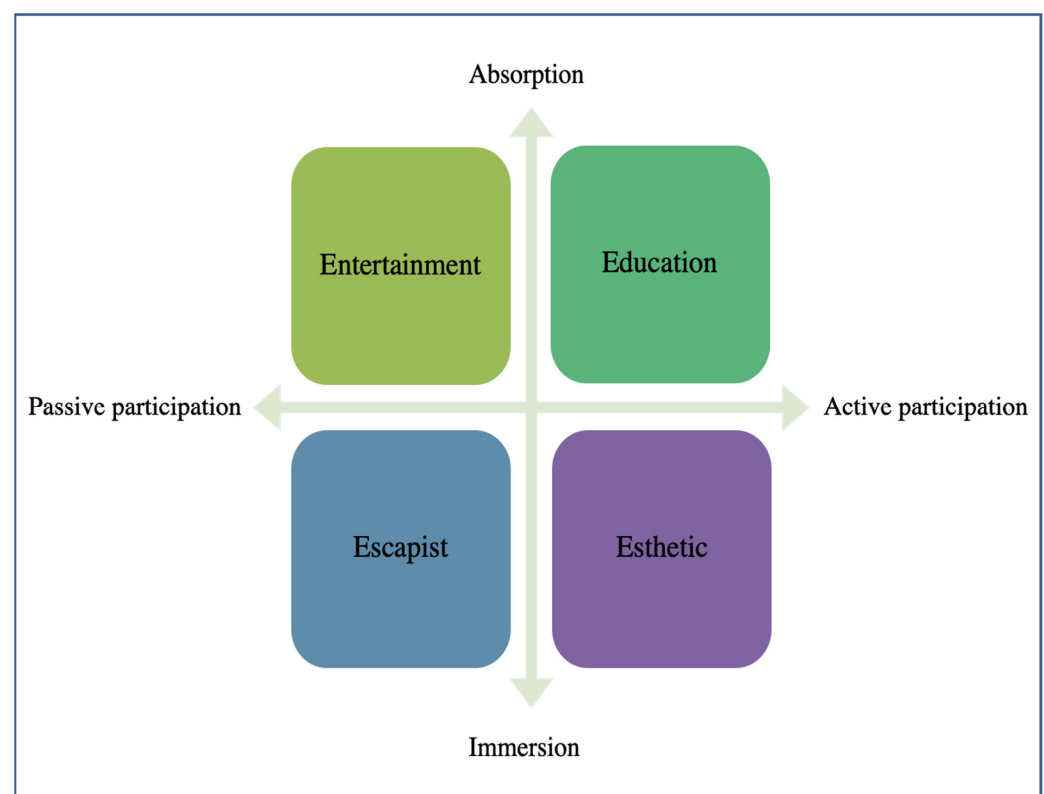 Absorption
Entertainment
Education
Passive participation
Active participation
Escapist
Esthetic
Immersion